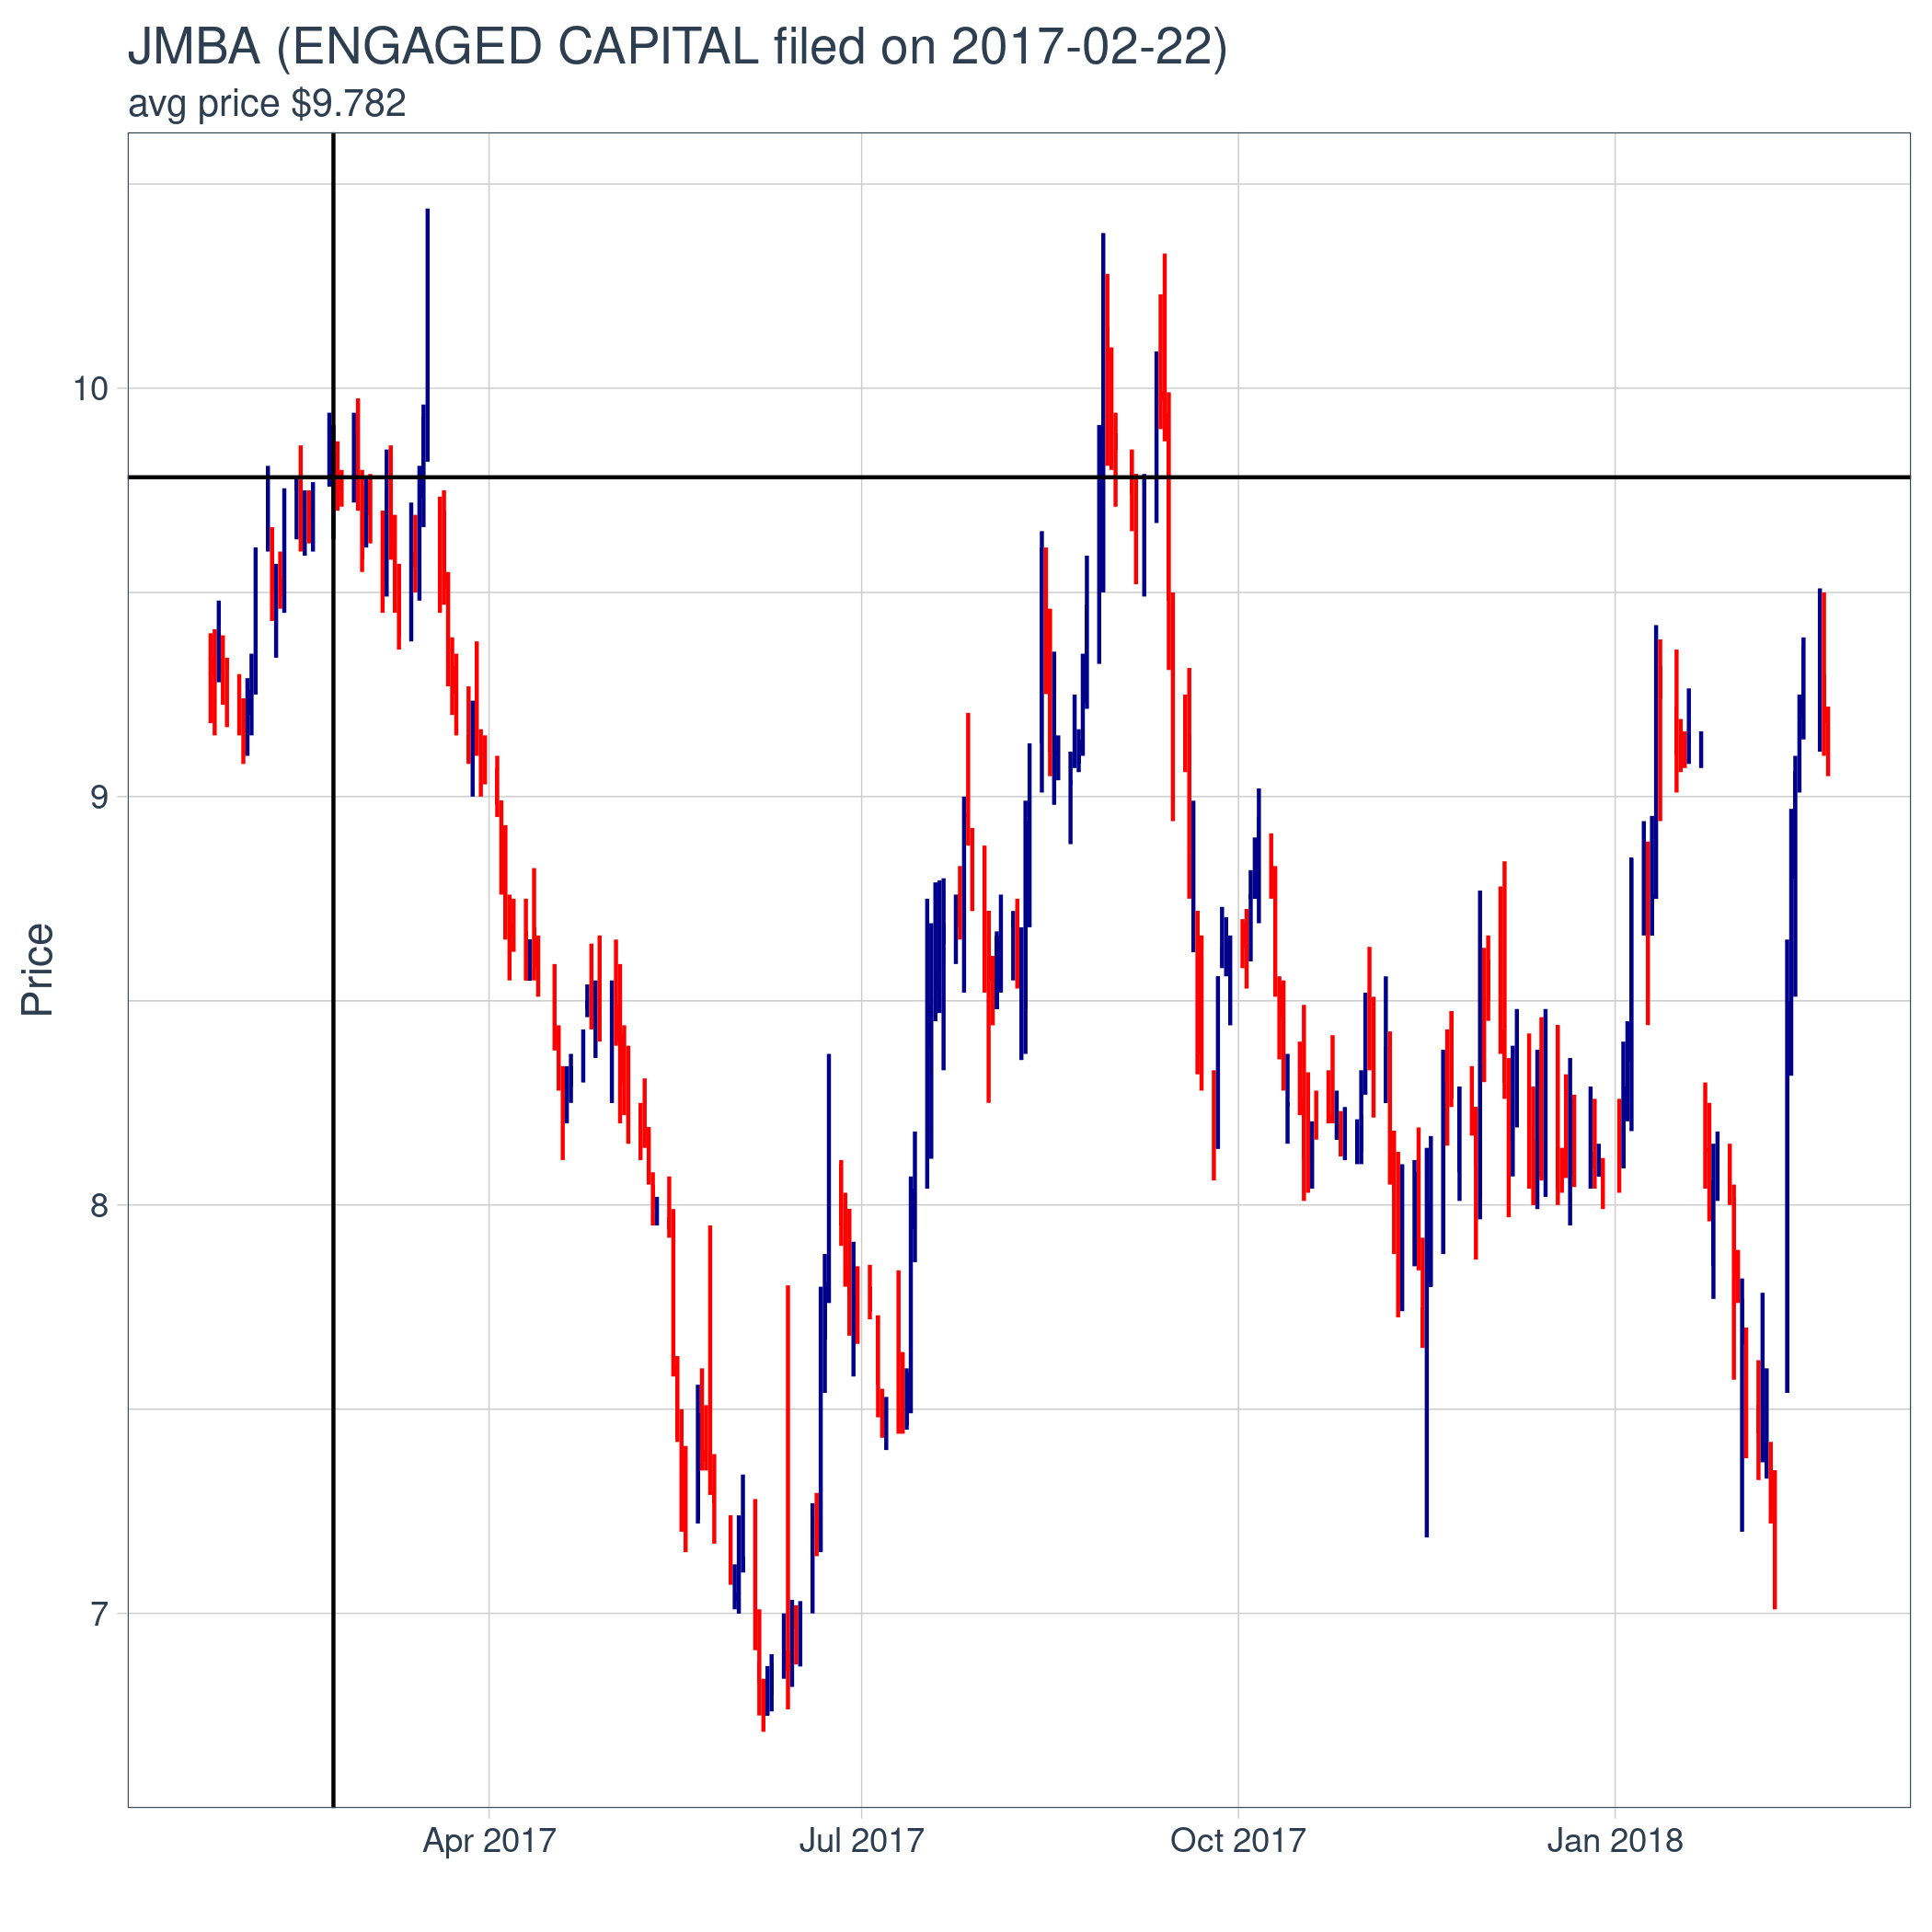 JMBA (ENGAGED CAPITAL filed on 2017-02-22)
avg price $9.782
Price
10
9
8
7
Apr 2017
Jul 2017
Oct 2017
Jan 2018